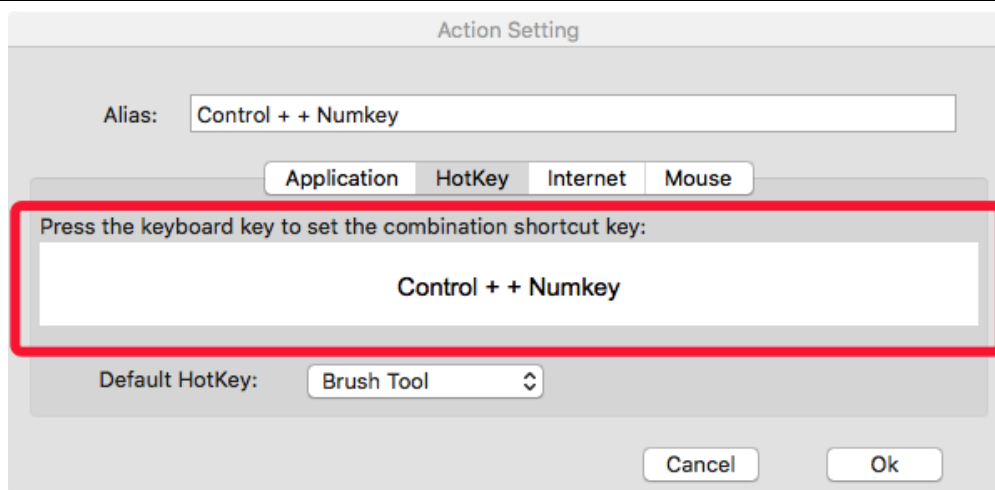 Action Setting
Alias: Control + + Numkey
Application HotKey Internet Mouse
Press the keyboard key to set the combination shortcut key:
Control + + Numkey
Default HotKey: Brush Tool
Cancel Ok